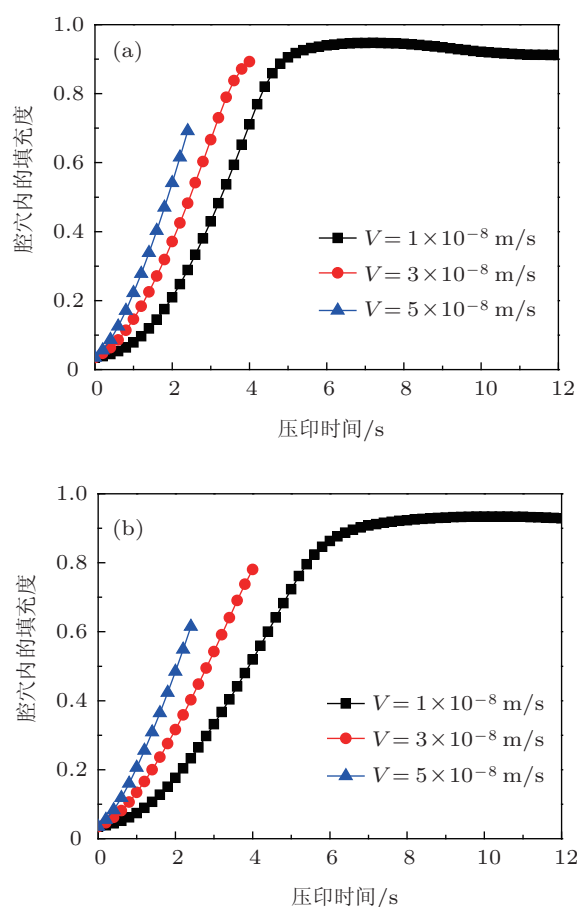 (a)
1.0
0.8
0.6
0.4
0.2
0
腔穴内的填充度
V = 1×10⁻⁸ m/s
V = 3×10⁻⁸ m/s
V = 5×10⁻⁸ m/s
0 2 4 6 8 10 12
压印时间/s
(b)
1.0
0.8
0.6
0.4
0.2
0
腔穴内的填充度
V = 1×10⁻⁸ m/s
V = 3×10⁻⁸ m/s
V = 5×10⁻⁸ m/s
0 2 4 6 8 10 12
压印时间/s